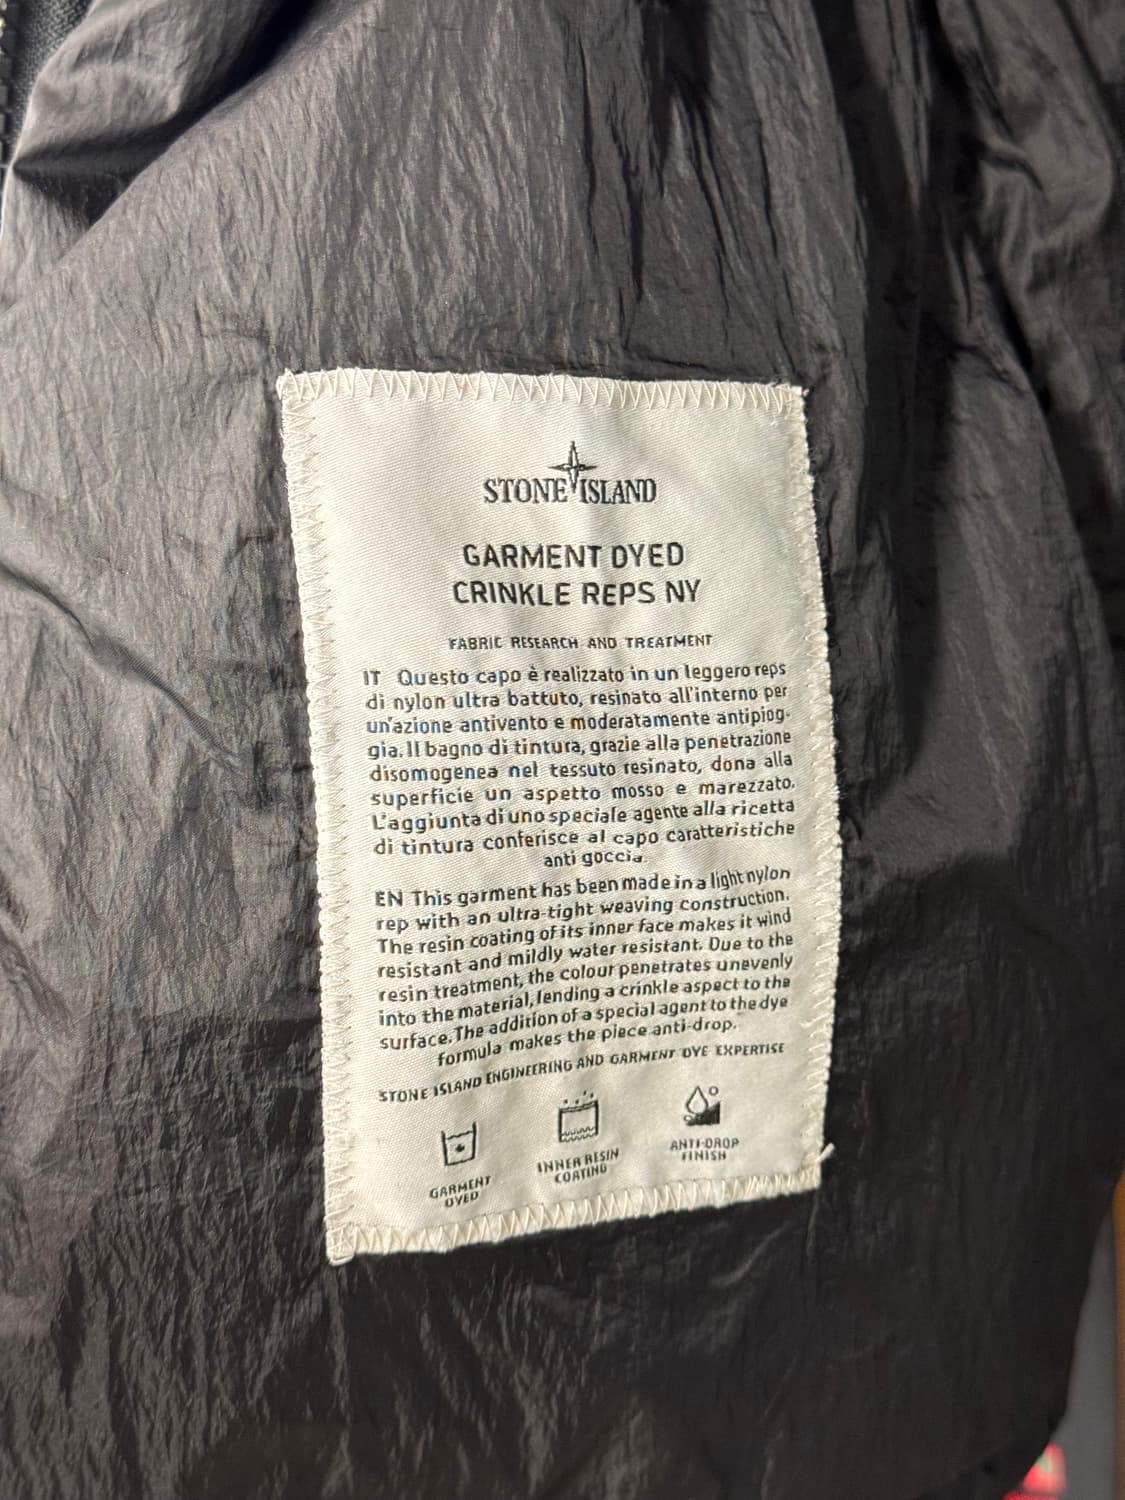 STONE ISLAND
GARMENT DYED
CRINKLE REPS NY
FABRIC RESEARCH AND TREATMENT
IT Questo capo è realizzato in un leggero reps
di nylon ultra battuto, resinato all'interno per
un'azione antivento e moderatamente antipiog-
gia. Il bagno di tintura, grazie alla penetrazione
disomogenea nel tessuto resinato, dona alla
superficie un aspetto mosso e marezzato.
L'aggiunta di uno speciale agente alla ricetta
di tintura conferisce al capo caratteristiche
anti goccia.
EN This garment has been made in a light nylon
rep with an ultra-tight weaving construction.
The resin coating of its inner face makes it wind
resistant and mildly water resistant. Due to the
resin treatment, the colour penetrates unevenly
into the material, lending a crinkle aspect to the
surface. The addition of a special agent to the dye
formula makes the piece anti-drop.
STONE ISLAND ENGINEERING AND GARMENT DYE EXPERTISE
GARMENT
DYED
INNER RESIN
COATING
ANTI-DROP
FINISH